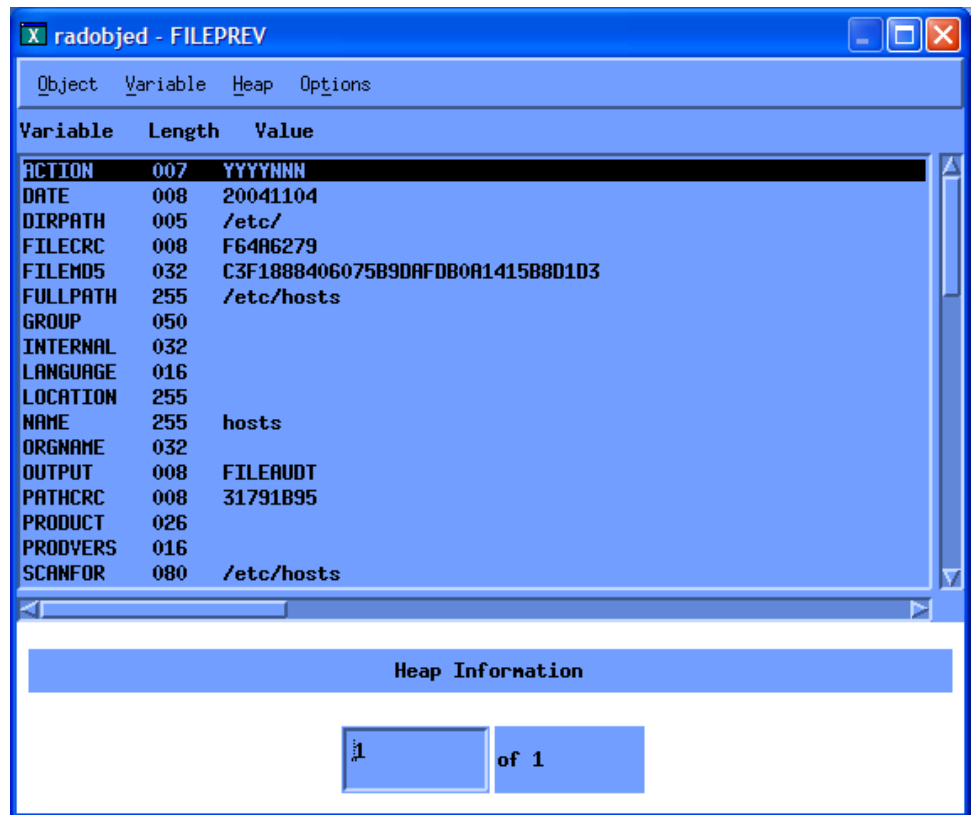 X radobjed - FILEPREV
Object Variable Heap Options
Variable Length Value
ACTION 007 YYYYNNN
DATE 008 20041104
DIRPATH 005 /etc/
FILECRC 008 F64A6279
FILEMD5 032 C3F1888406075B9DAFDB0A1415B8D1D3
FULLPATH 255 /etc/hosts
GROUP 050
INTERNAL 032
LANGUAGE 016
LOCATION 255
NAME 255 hosts
ORGNAME 032
OUTPUT 008 FILEAUDT
PATHCRC 008 31791B95
PRODUCT 026
PRODVERS 016
SCANFOR 080 /etc/hosts
Heap Information
1 of 1